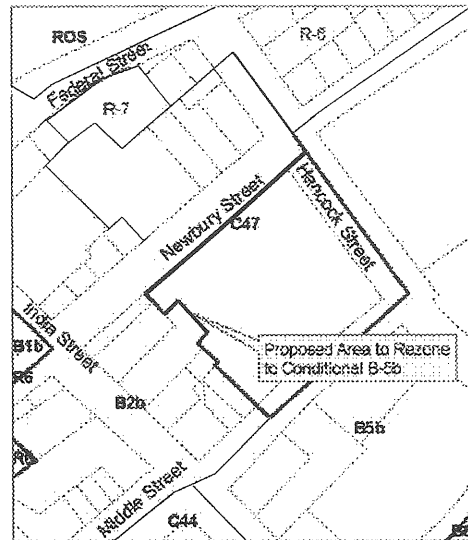 ROS
R-6
Federal Street
R-7
Newbury Street
C47
Hancock Street
India Street
B1b
R6
Proposed Area to Rezone
to Conditional B-5b
B2b
B5b
Middle Street
C44